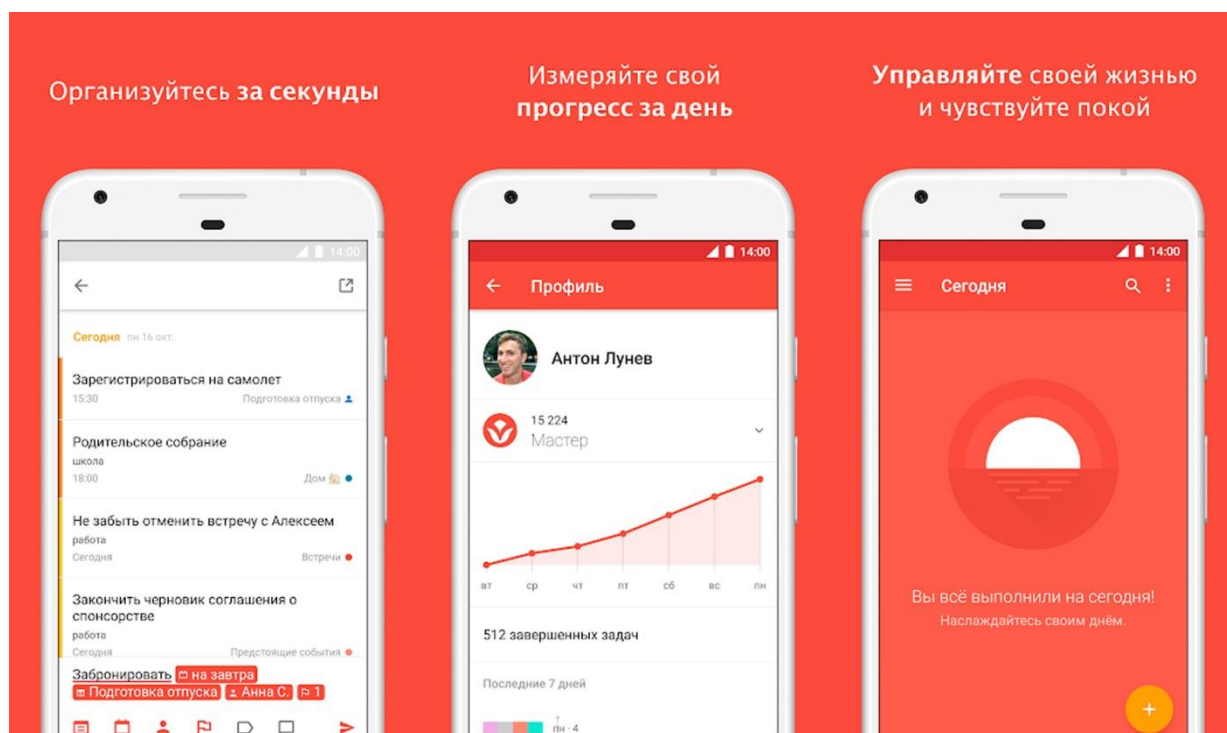 Организуйтесь за секунды
14:00
Сегодня пн 16 окт.
Зарегистрироваться на самолет
15:30 Подготовка отпуска
Родительское собрание
школа
18:00 Дом
Не забыть отменить встречу с Алексеем
работа
Сегодня Встречи
Закончить черновик соглашения о
спонсорстве
работа
Сегодня Предстоящие события
Забронировать на завтра
Подготовка отпуска Анна С. 1
Измеряйте свой
прогресс за день
14:00
Профиль
Антон Лунев
15 224
Мастер
вт ср чт пт сб вс пн
512 завершенных задач
Последние 7 дней
пн - 4
Управляйте своей жизнью
и чувствуйте покой
14:00
Сегодня
Вы всё выполнили на сегодня!
Наслаждайтесь своим днём.